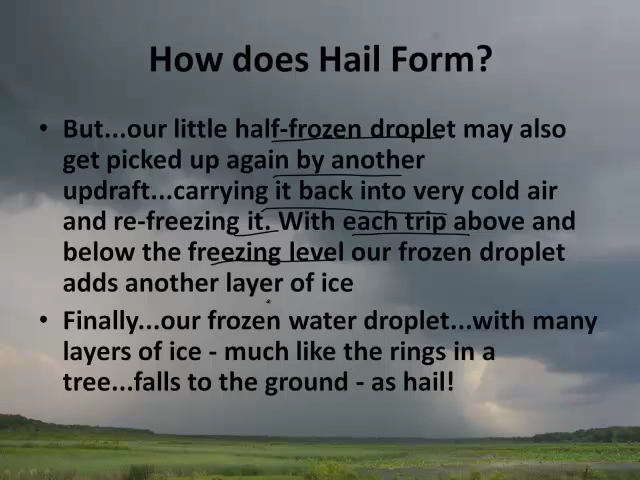 How does Hail Form?
• But...our little half-frozen droplet may also
get picked up again by another
updraft...carrying it back into very cold air
and re-freezing it. With each trip above and
below the freezing level our frozen droplet
adds another layer of ice
• Finally...our frozen water droplet...with many
layers of ice - much like the rings in a
tree...falls to the ground - as hail!